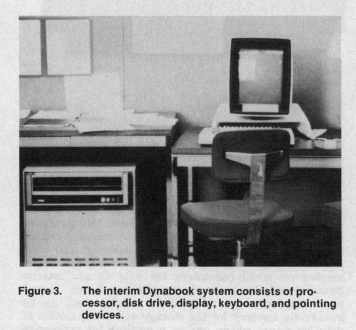 Figure 3. The interim Dynabook system consists of pro-
cessor, disk drive, display, keyboard, and pointing
devices.